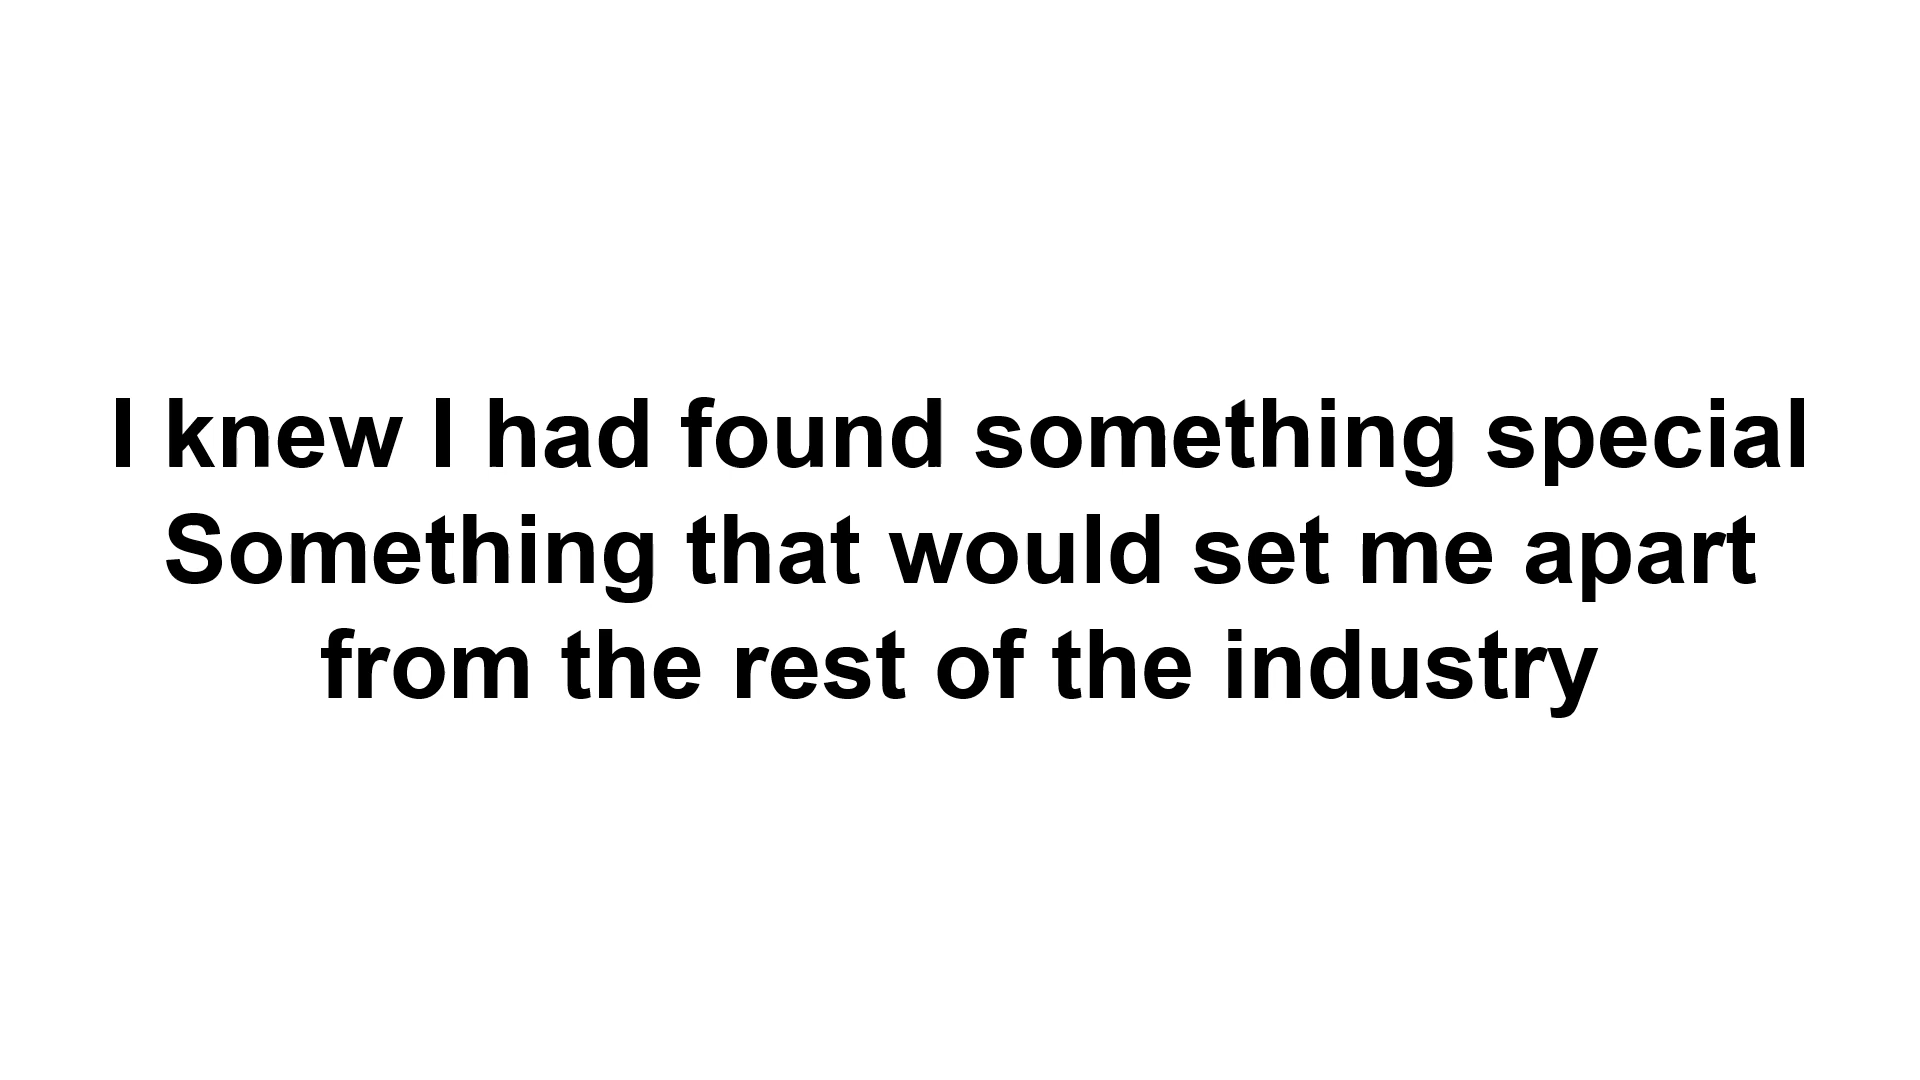 I knew I had found something special
Something that would set me apart
from the rest of the industry